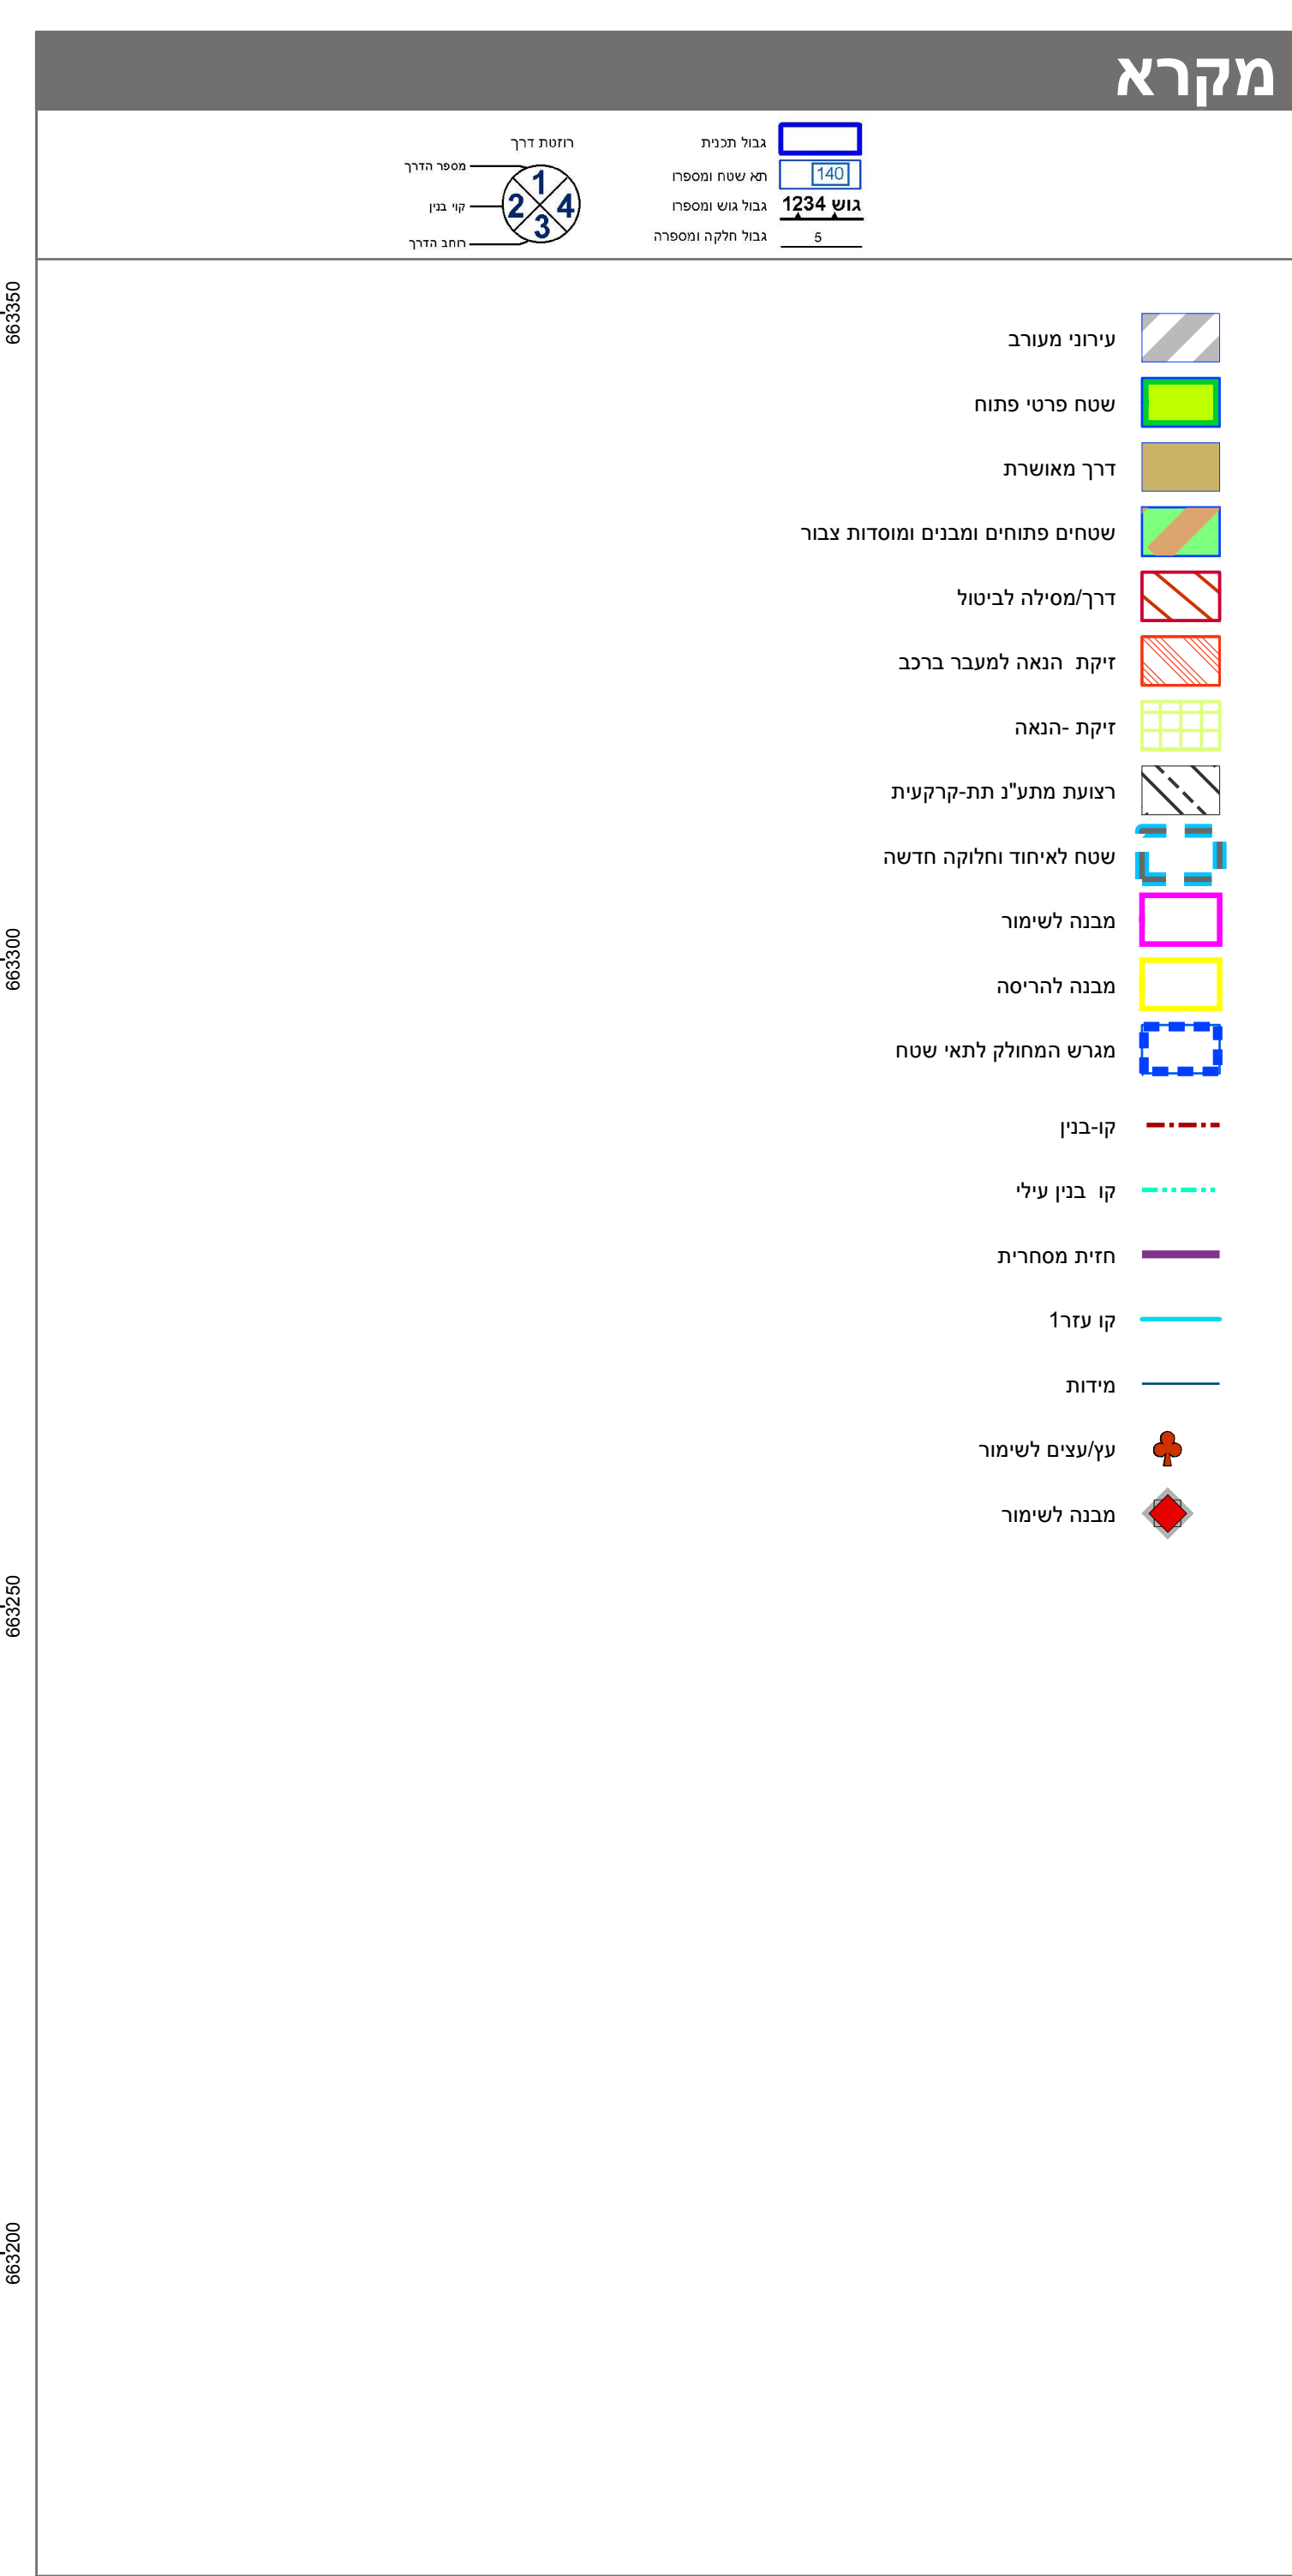 מקרא
גבול תכנית
תא שטח ומספרו
140
גבול גוש ומספרו
גוש 1234
גבול חלקה ומספרה
5
רוזטת דרך
מספר הדרך
קוי בנין
רוחב הדרך
1
2
4
3
עירוני מעורב
שטח פרטי פתוח
דרך מאושרת
שטחים פתוחים ומבנים ומוסדות צבור
דרך/מסילה לביטול
זיקת הנאה למעבר ברכב
זיקת -הנאה
רצועת מתע"נ תת-קרקעית
שטח לאיחוד וחלוקה חדשה
מבנה לשימור
מבנה להריסה
מגרש המחולק לתאי שטח
קו-בנין
קו בנין עילי
חזית מסחרית
קו עזר1
מידות
עץ/עצים לשימור
מבנה לשימור
663350
663300
663250
663200